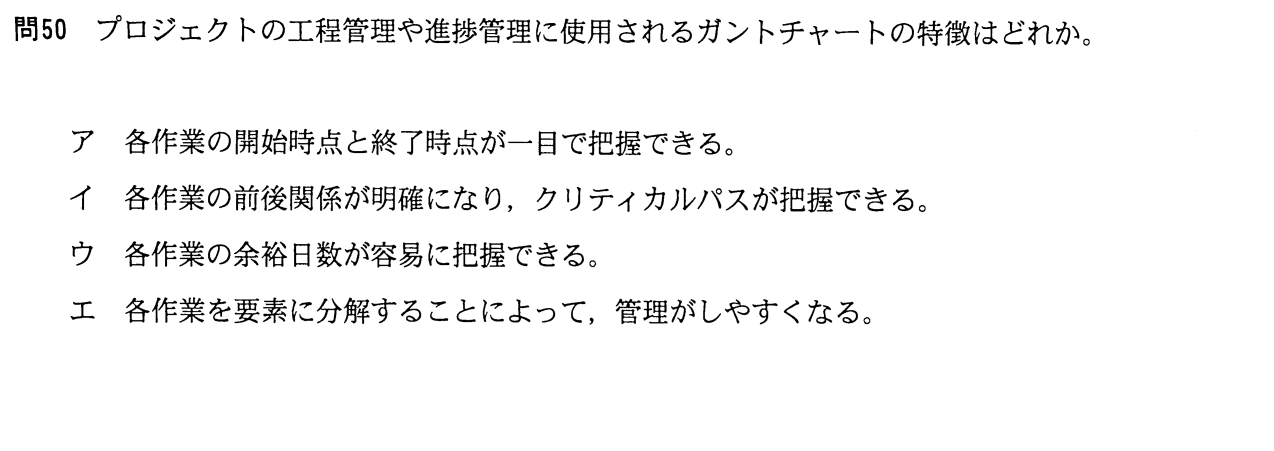 問50 プロジェクトの工程管理や進捗管理に使用されるガントチャートの特徴はどれか。
ア 各作業の開始時点と終了時点が一目で把握できる。
イ 各作業の前後関係が明確になり，クリティカルパスが把握できる。
ウ 各作業の余裕日数が容易に把握できる。
エ 各作業を要素に分解することによって，管理がしやすくなる。